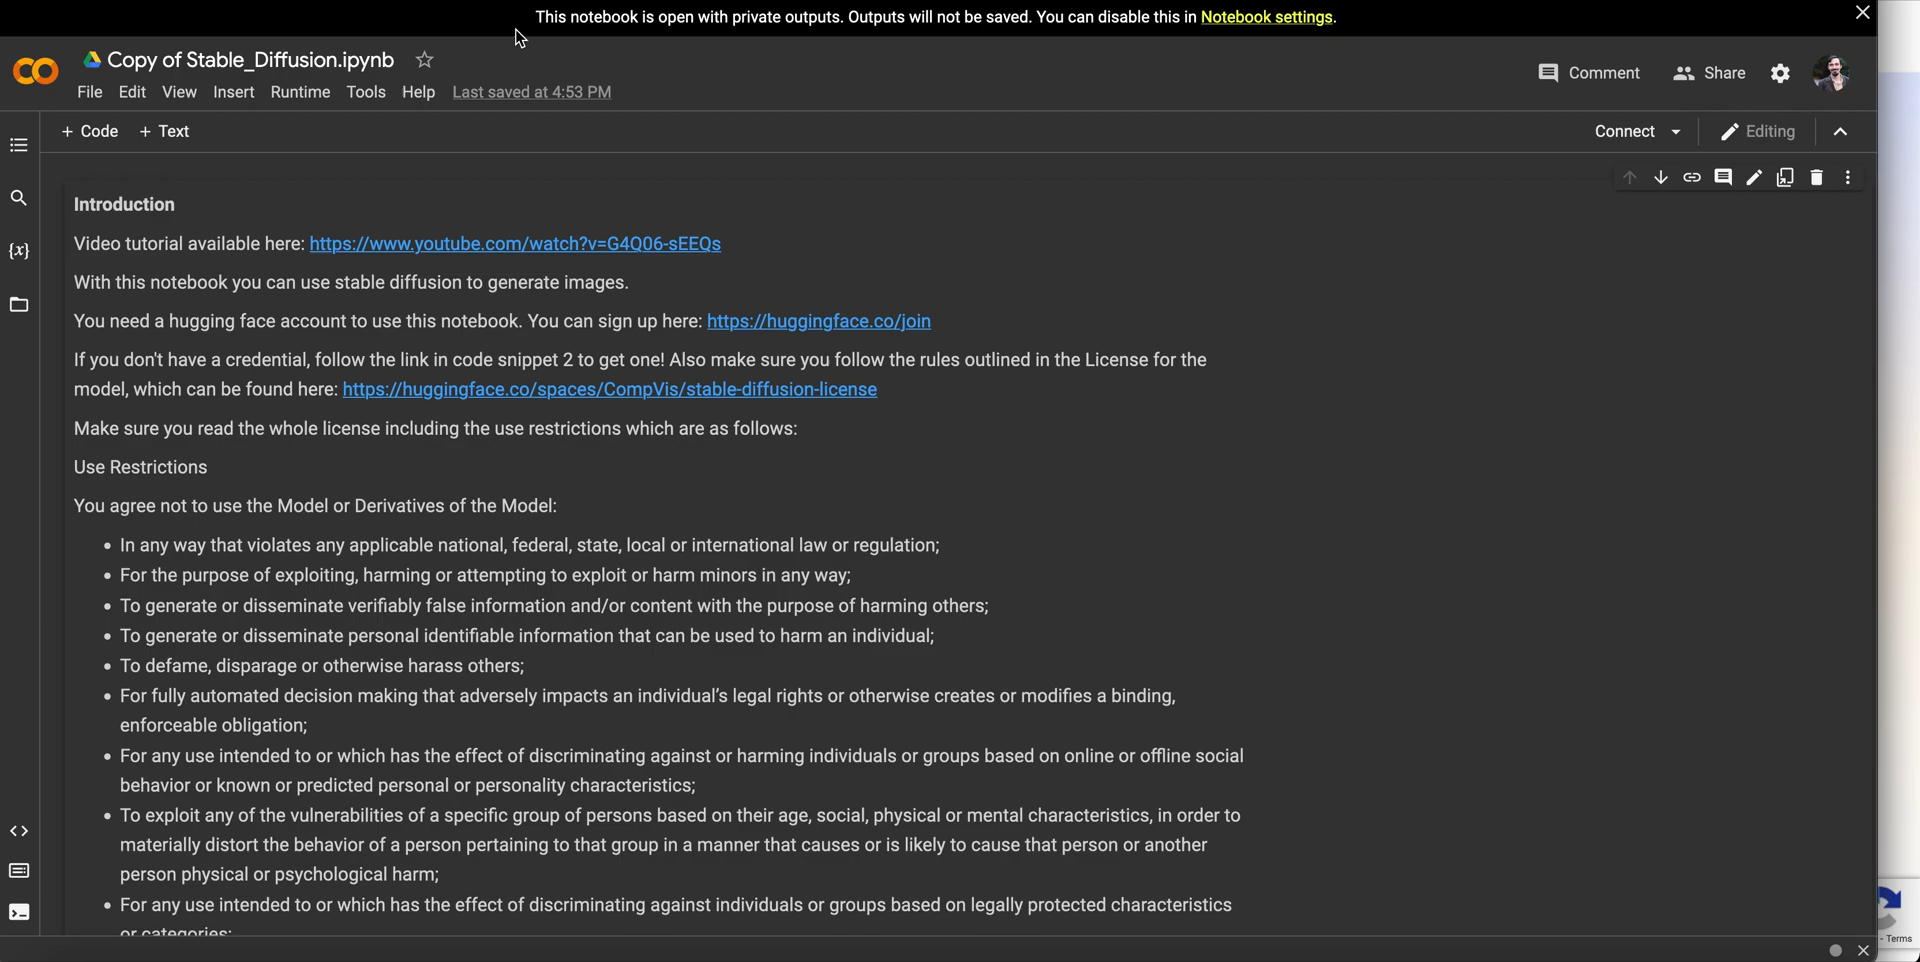 This notebook is open with private outputs. Outputs will not be saved. You can disable this in Notebook settings.
Copy of Stable_Diffusion.ipynb
File Edit View Insert Runtime Tools Help Last saved at 4:53 PM
Comment Share
+ Code + Text
Connect Editing
Introduction
Video tutorial available here: https://www.youtube.com/watch?v=G4Q06-sEEQs
With this notebook you can use stable diffusion to generate images.
You need a hugging face account to use this notebook. You can sign up here: https://huggingface.co/join
If you don't have a credential, follow the link in code snippet 2 to get one! Also make sure you follow the rules outlined in the License for the
model, which can be found here: https://huggingface.co/spaces/CompVis/stable-diffusion-license
Make sure you read the whole license including the use restrictions which are as follows:
Use Restrictions
You agree not to use the Model or Derivatives of the Model:
• In any way that violates any applicable national, federal, state, local or international law or regulation;
• For the purpose of exploiting, harming or attempting to exploit or harm minors in any way;
• To generate or disseminate verifiably false information and/or content with the purpose of harming others;
• To generate or disseminate personal identifiable information that can be used to harm an individual;
• To defame, disparage or otherwise harass others;
• For fully automated decision making that adversely impacts an individual's legal rights or otherwise creates or modifies a binding,
enforceable obligation;
• For any use intended to or which has the effect of discriminating against or harming individuals or groups based on online or offline social
behavior or known or predicted personal or personality characteristics;
• To exploit any of the vulnerabilities of a specific group of persons based on their age, social, physical or mental characteristics, in order to
materially distort the behavior of a person pertaining to that group in a manner that causes or is likely to cause that person or another
person physical or psychological harm;
• For any use intended to or which has the effect of discriminating against individuals or groups based on legally protected characteristics
or categories;
{x}
- Terms